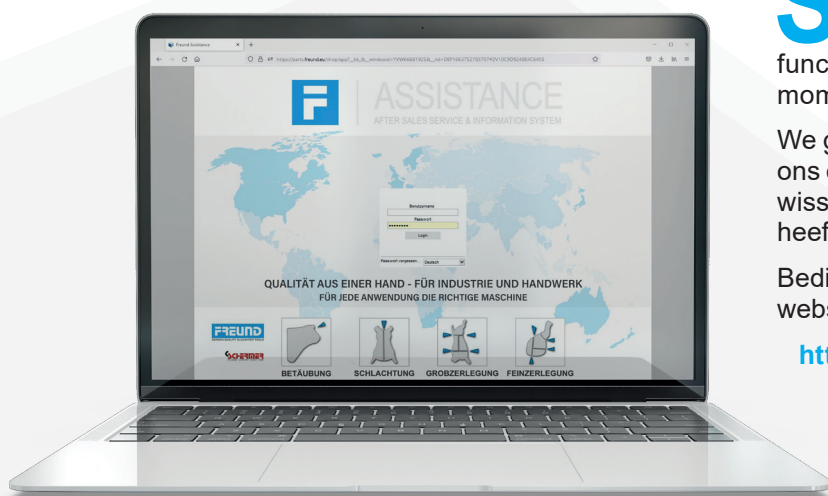 Freund Assistance
F
ASSISTANCE
AFTER SALES SERVICE & INFORMATION SYSTEM
Benutzername
Passwort
Login
Passwort vergessen...
Deutsch
QUALITÄT AUS EINER HAND - FÜR INDUSTRIE UND HANDWERK
FÜR JEDE ANWENDUNG DIE RICHTIGE MASCHINE
FREUND
SCHERMER
BETÄUBUNG
SCHLACHTUNG
GROBZERLEGUNG
FEINZERLEGUNG
S
func
mom
We g
ons
wiss
heef
Bedi
webs
htt